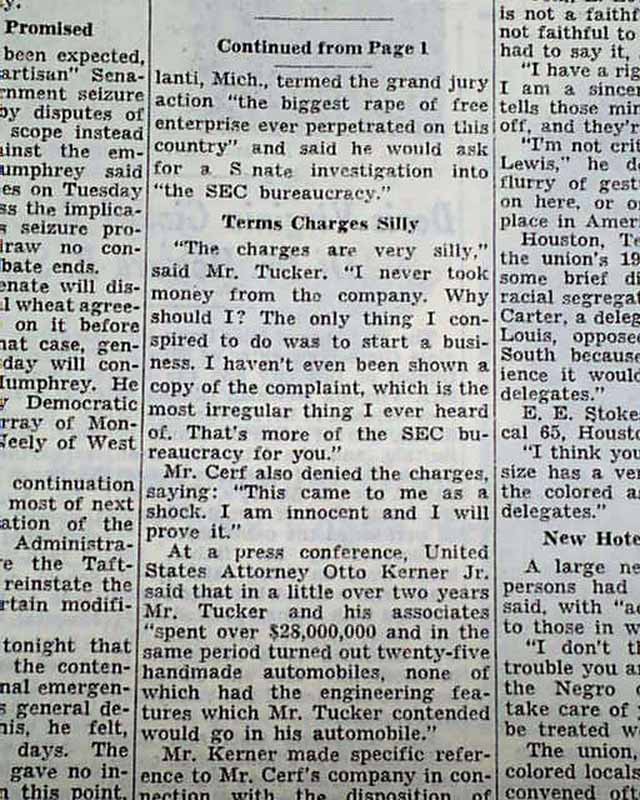 y.
Promised
been expected,
artisan" Sena-
rnment seizure
by disputes of
scope instead
ainst the em-
umphrey said
es on Tuesday
ss the implica-
s seizure pro-
draw no con-
bate ends.
enate will dis-
l wheat agree-
on it before
hat case, gen-
day will con-
Humphrey. He
y Democratic
rray of Mon-
Neely of West
continuation
most of next
ation of the
Administra-
re the Taft-
reinstate the
rtain modifi-
tonight that
the conten-
nal emergen-
s general de-
his, he felt,
days. The
gave no in-
n this point,
Continued from Page 1
lanti, Mich., termed the grand jury
action "the biggest rape of free
enterprise ever perpetrated on this
country" and said he would ask
for a S nate investigation into
"the SEC bureaucracy."
Terms Charges Silly
"The charges are very silly,"
said Mr. Tucker. "I never took
money from the company. Why
should I? The only thing I con-
spired to do was to start a busi-
ness. I haven't even been shown a
copy of the complaint, which is the
most irregular thing I ever heard
of. That's more of the SEC bu-
reaucracy for you."
Mr. Cerf also denied the charges,
saying: "This came to me as a
shock. I am innocent and I will
prove it."
At a press conference, United
States Attorney Otto Kerner Jr.
said that in a little over two years
Mr. Tucker and his associates
"spent over $28,000,000 and in the
same period turned out twenty-five
handmade automobiles, none of
which had the engineering fea-
tures which Mr. Tucker contended
would go in his automobile."
Mr. Kerner made specific refer-
ence to Mr. Cerf's company in con-
nection with the disposition of
is not a faithf
not faithful to
had to say it,
"I have a rig
I am a sincer
tells those min
off, and they'r
"I'm not crit
Lewis," he de
flurry of gest
on here, or o
place in Ameri
Houston, Te
the union's 19
some brief di
racial segregat
Carter, a deleg
Louis, opposed
South because
ience it would
delegates."
E. E. Stokes
cal 65, Housto
"I think you
size has a ver
the colored a
delegates."
New Hote
A large ne
persons had
said, with "ac
to those in w
"I don't th
trouble you a
the Negro
take care of
be treated w
The union,
colored locals
convened oft